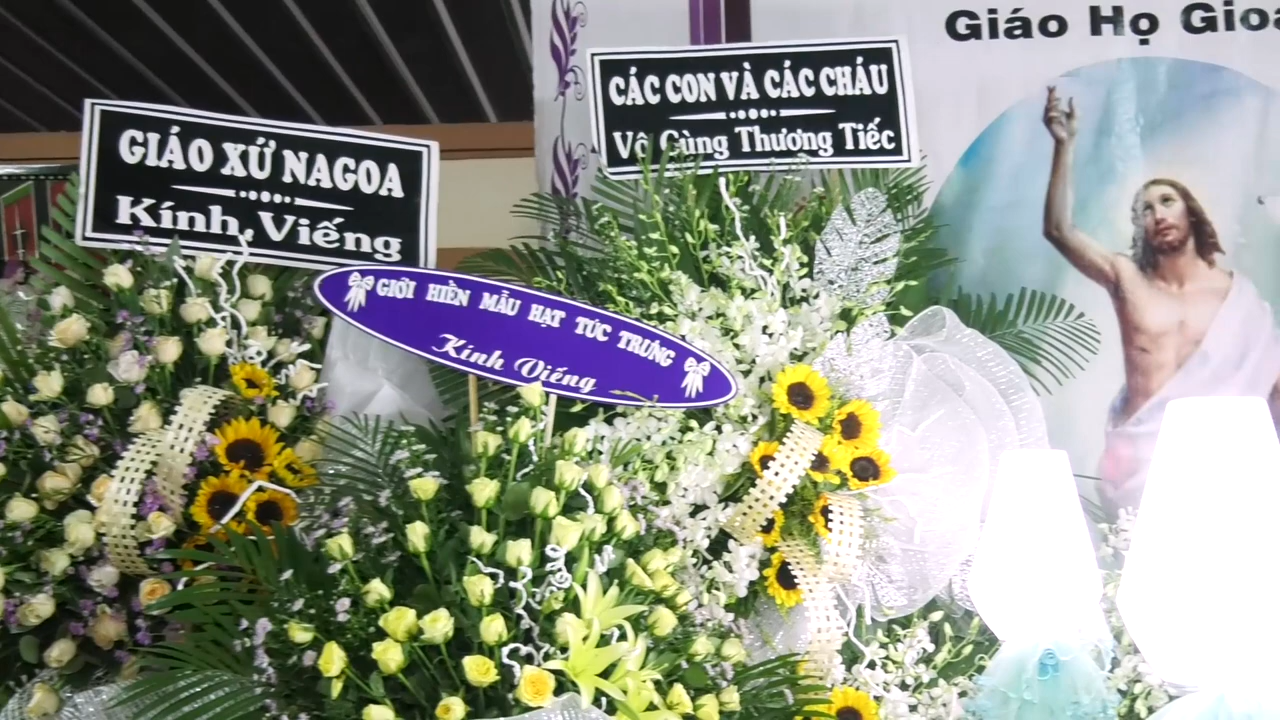 Giáo Họ
GIÁO XỨ NAGOA
Kính Viếng
CÁC CON VÀ CÁC CHÁU
Vô Cùng Thương Tiếc
GIỚI HIỀN MẪU HẠT TÚC TRƯNG
Kính Viếng